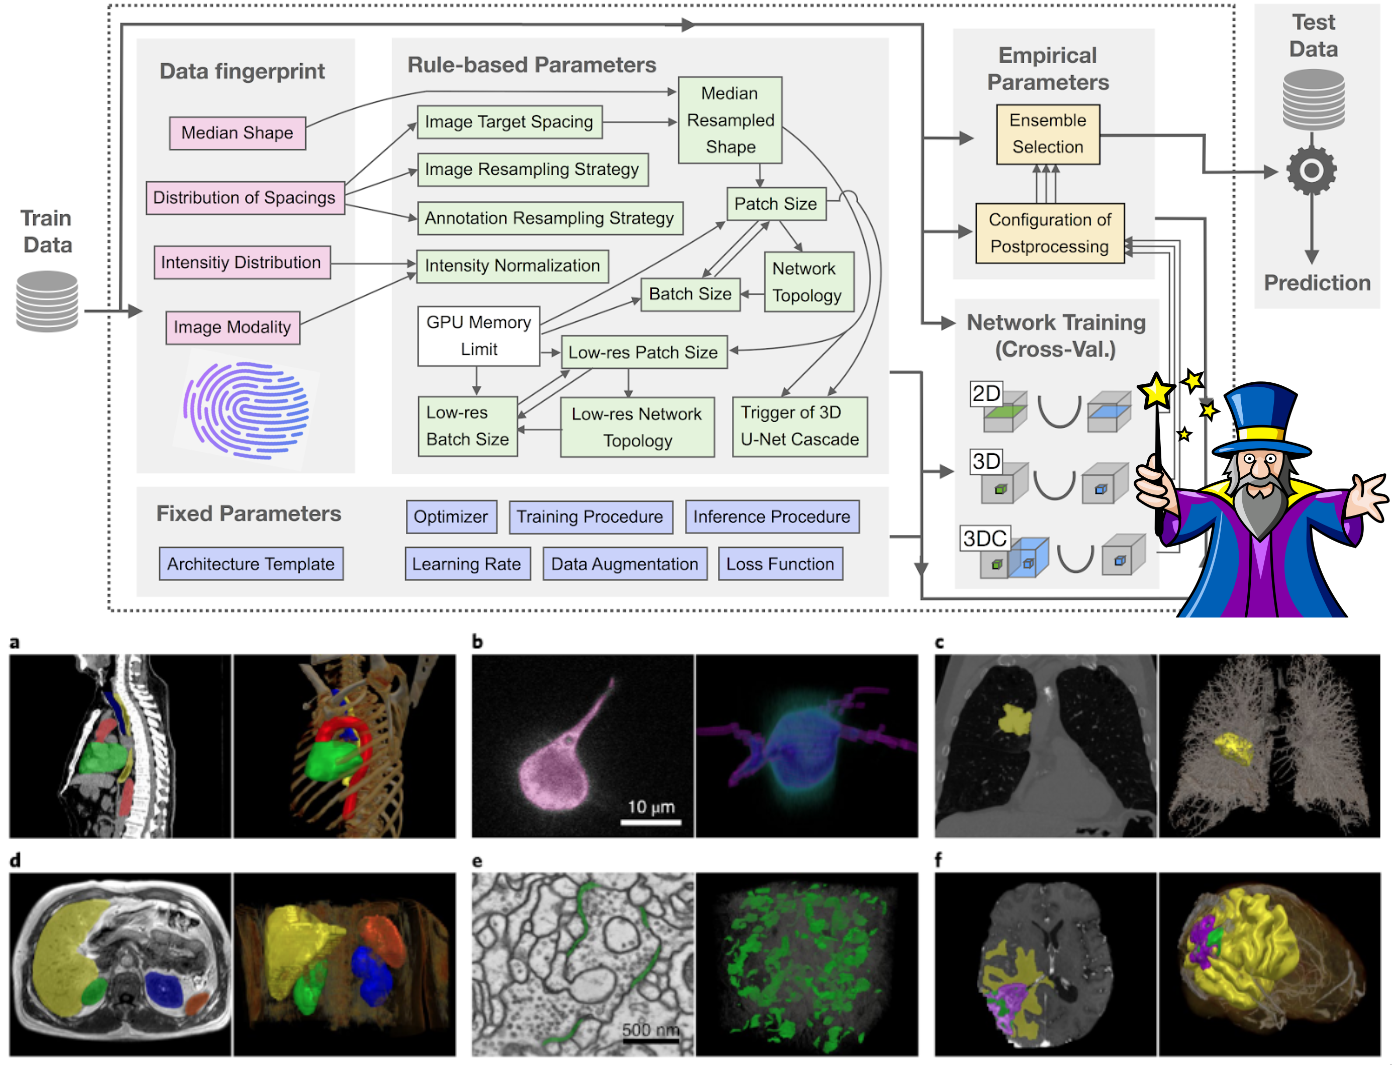 Train
Data
Data fingerprint
Median Shape
Distribution of Spacings
Intensitiy Distribution
Image Modality
Rule-based Parameters
Image Target Spacing
Image Resampling Strategy
Annotation Resampling Strategy
Intensity Normalization
GPU Memory
Limit
Median
Resampled
Shape
Patch Size
Batch Size
Network
Topology
Low-res Patch Size
Low-res
Batch Size
Low-res Network
Topology
Trigger of 3D
U-Net Cascade
Fixed Parameters
Architecture Template
Optimizer
Training Procedure
Inference Procedure
Learning Rate
Data Augmentation
Loss Function
Empirical
Parameters
Ensemble
Selection
Configuration of
Postprocessing
Network Training
(Cross-Val.)
2D
3D
3DC
Test
Data
Prediction
a
b
10 µm
c
d
e
500 nm
f